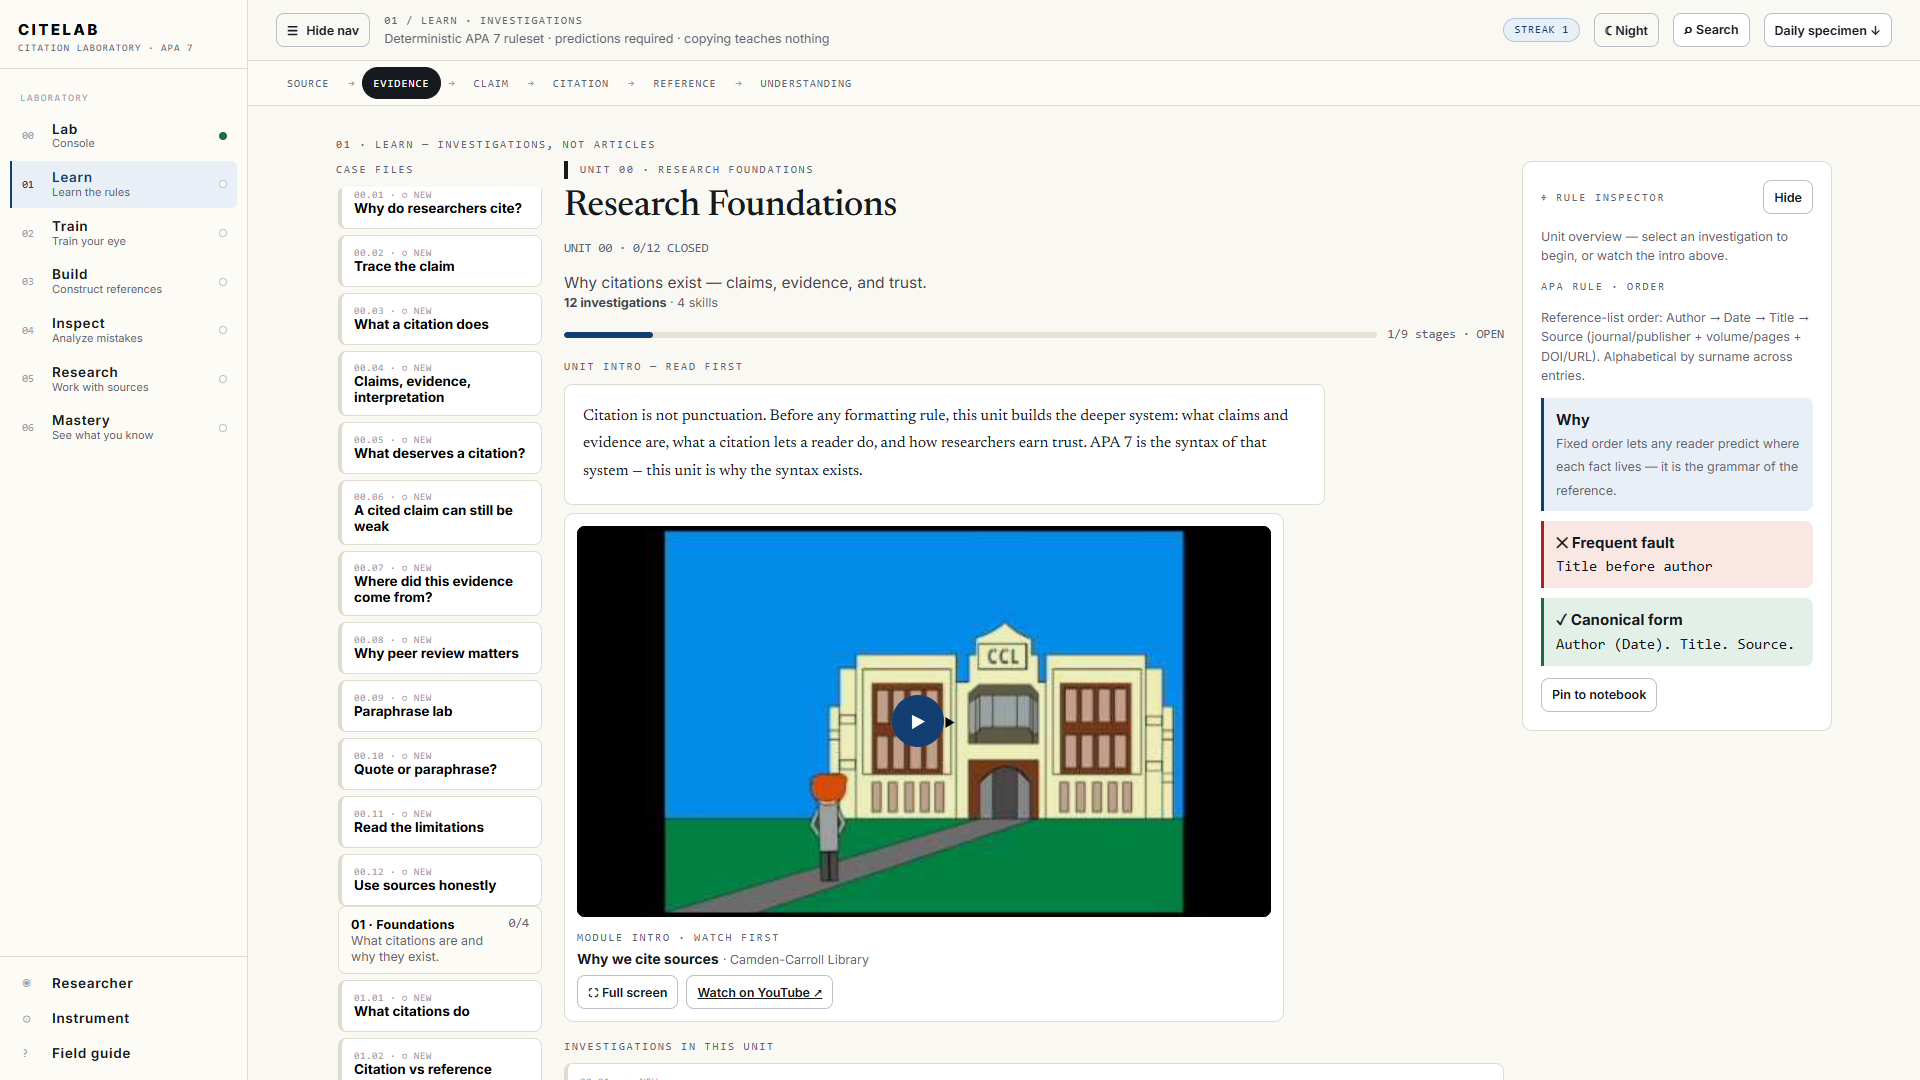 CITELAB
CITATION LABORATORY · APA 7
LABORATORY
00 Lab
Console
01 Learn
Learn the rules
02 Train
Train your eye
03 Build
Construct references
04 Inspect
Analyze mistakes
05 Research
Work with sources
06 Mastery
See what you know
Researcher
Instrument
? Field guide
☰ Hide nav
01 / LEARN · INVESTIGATIONS
Deterministic APA 7 ruleset · predictions required · copying teaches nothing
STREAK 1
☾ Night
⌕ Search
Daily specimen ↓
SOURCE → EVIDENCE → CLAIM → CITATION → REFERENCE → UNDERSTANDING
01 · LEARN — INVESTIGATIONS, NOT ARTICLES
CASE FILES
00.01 · ○ NEW
Why do researchers cite?
00.02 · ○ NEW
Trace the claim
00.03 · ○ NEW
What a citation does
00.04 · ○ NEW
Claims, evidence,
interpretation
00.05 · ○ NEW
What deserves a citation?
00.06 · ○ NEW
A cited claim can still be
weak
00.07 · ○ NEW
Where did this evidence
come from?
00.08 · ○ NEW
Why peer review matters
00.09 · ○ NEW
Paraphrase lab
00.10 · ○ NEW
Quote or paraphrase?
00.11 · ○ NEW
Read the limitations
00.12 · ○ NEW
Use sources honestly
01 · Foundations 0/4
What citations are and
why they exist.
01.01 · ○ NEW
What citations do
01.02 · ○ NEW
Citation vs reference
UNIT 00 · RESEARCH FOUNDATIONS
Research Foundations
UNIT 00 · 0/12 CLOSED
Why citations exist — claims, evidence, and trust.
12 investigations · 4 skills
1/9 stages · OPEN
UNIT INTRO — READ FIRST
Citation is not punctuation. Before any formatting rule, this unit builds the deeper system: what claims and
evidence are, what a citation lets a reader do, and how researchers earn trust. APA 7 is the syntax of that
system — this unit is why the syntax exists.
CCL
MODULE INTRO · WATCH FIRST
Why we cite sources · Camden-Carroll Library
⛶ Full screen
Watch on YouTube ↗
INVESTIGATIONS IN THIS UNIT
RULE INSPECTOR
Hide
Unit overview — select an investigation to
begin, or watch the intro above.
APA RULE · ORDER
Reference-list order: Author → Date → Title →
Source (journal/publisher + volume/pages +
DOI/URL). Alphabetical by surname across
entries.
Why
Fixed order lets any reader predict where
each fact lives — it is the grammar of the
reference.
✕ Frequent fault
Title before author
✓ Canonical form
Author (Date). Title. Source.
Pin to notebook